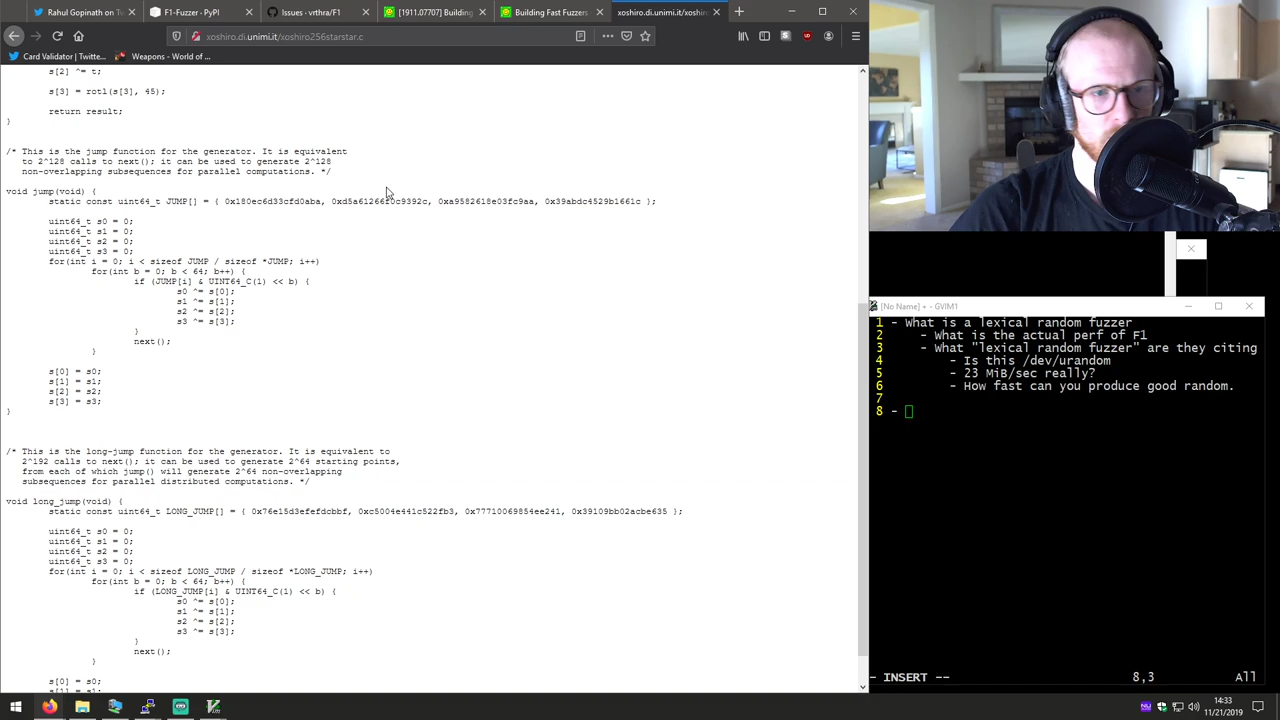 Rahul Gopinath on Tw
F1-Fuzzer · PyPI
Issues · vrthra/F1
[1911.07707] Building
Building Fast Fuzzers
xoshiro.di.unimi.it/xoshiro
xoshiro.di.unimi.it/xoshiro256starstar.c
Card Validator | Twitte...
Weapons - World of ...
s[2] ^= t;
s[3] = rotl(s[3], 45);
return result;
}
/* This is the jump function for the generator. It is equivalent
to 2^128 calls to next(); it can be used to generate 2^128
non-overlapping subsequences for parallel computations. */
void jump(void) {
static const uint64_t JUMP[] = { 0x180ec6d33cfd0aba, 0xd5a61266f0c9392c, 0xa9582618e03fc9aa, 0x39abdc4529b1661c };
uint64_t s0 = 0;
uint64_t s1 = 0;
uint64_t s2 = 0;
uint64_t s3 = 0;
for(int i = 0; i < sizeof JUMP / sizeof *JUMP; i++)
for(int b = 0; b < 64; b++) {
if (JUMP[i] & UINT64_C(1) << b) {
s0 ^= s[0];
s1 ^= s[1];
s2 ^= s[2];
s3 ^= s[3];
}
next();
}
s[0] = s0;
s[1] = s1;
s[2] = s2;
s[3] = s3;
}
/* This is the long-jump function for the generator. It is equivalent to
2^192 calls to next(); it can be used to generate 2^64 starting points,
from each of which jump() will generate 2^64 non-overlapping
subsequences for parallel distributed computations. */
void long_jump(void) {
static const uint64_t LONG_JUMP[] = { 0x76e15d3efefdcbbf, 0xc5004e441c522fb3, 0x77710069854ee241, 0x39109bb02acbe635 };
uint64_t s0 = 0;
uint64_t s1 = 0;
uint64_t s2 = 0;
uint64_t s3 = 0;
for(int i = 0; i < sizeof LONG_JUMP / sizeof *LONG_JUMP; i++)
for(int b = 0; b < 64; b++) {
if (LONG_JUMP[i] & UINT64_C(1) << b) {
s0 ^= s[0];
s1 ^= s[1];
s2 ^= s[2];
s3 ^= s[3];
}
next();
}
s[0] = s0;
s[1] = s1;
[No Name] + - GVIM1
1 - What is a lexical random fuzzer
2 - What is the actual perf of F1
3 - What "lexical random fuzzer" are they citing
4 - Is this /dev/urandom
5 - 23 MiB/sec really?
6 - How fast can you produce good random.
7
8 -
- INSERT -- 8,3 All
14:33
11/21/2019